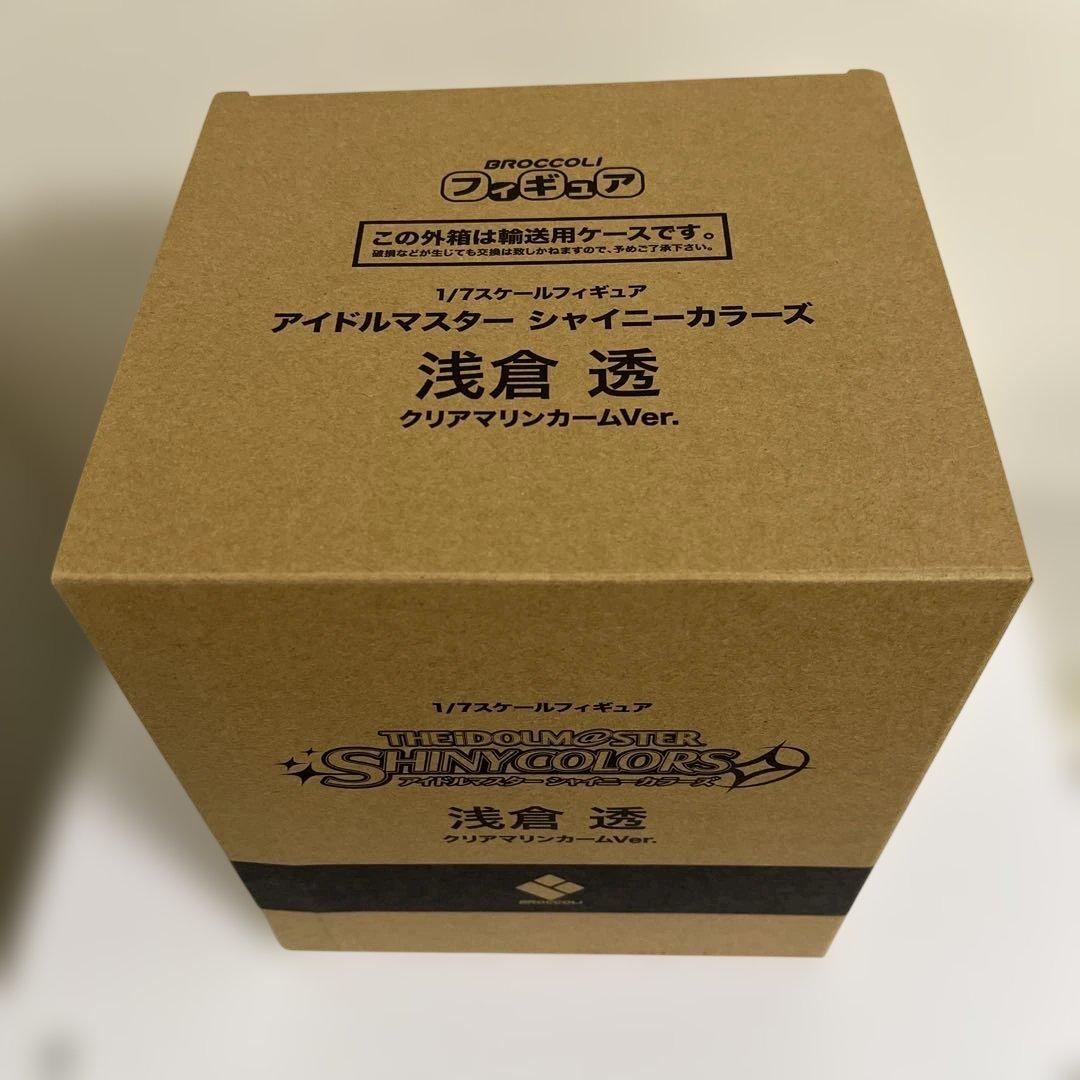 BROCCOLI
フィギュア
この外箱は輸送用ケースです。
破損などが生じても交換は致しかねますので、予めご了承下さい。
1/7スケールフィギュア
アイドルマスター シャイニーカラーズ
浅倉 透
クリアマリンカームVer.
1/7スケールフィギュア
THE iDOLM@STER
SHINYCOLORS
アイドルマスター シャイニーカラーズ
浅倉 透
クリアマリンカームVer.
BROCCOLI